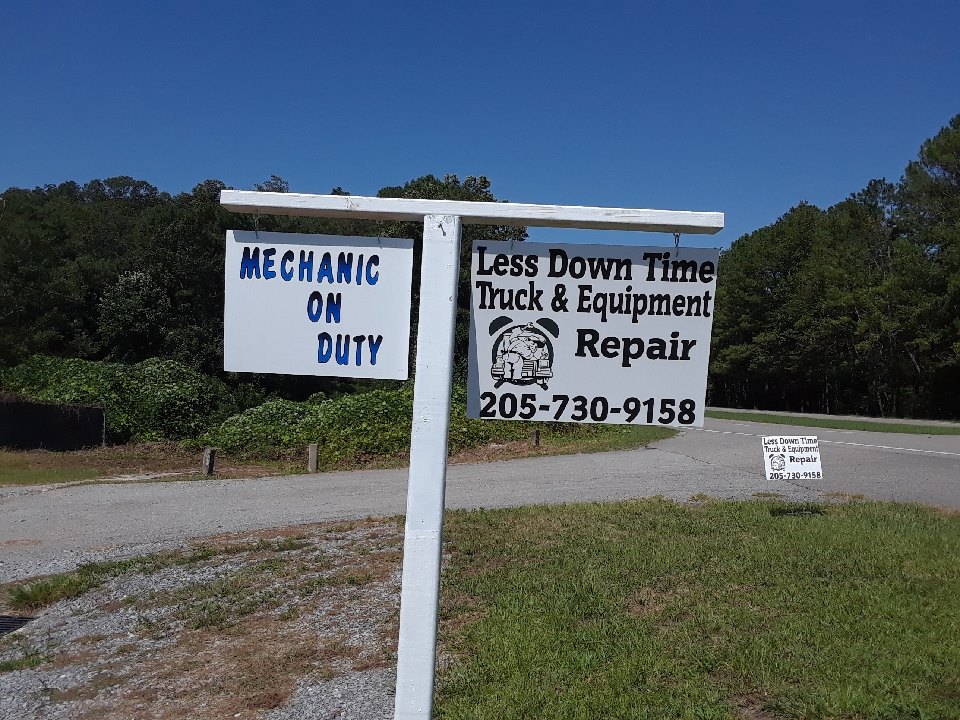 MECHANIC
ON
DUTY
Less Down Time
Truck & Equipment
Repair
205-730-9158
Less Down Time
Truck & Equipment
Repair
205-730-9158